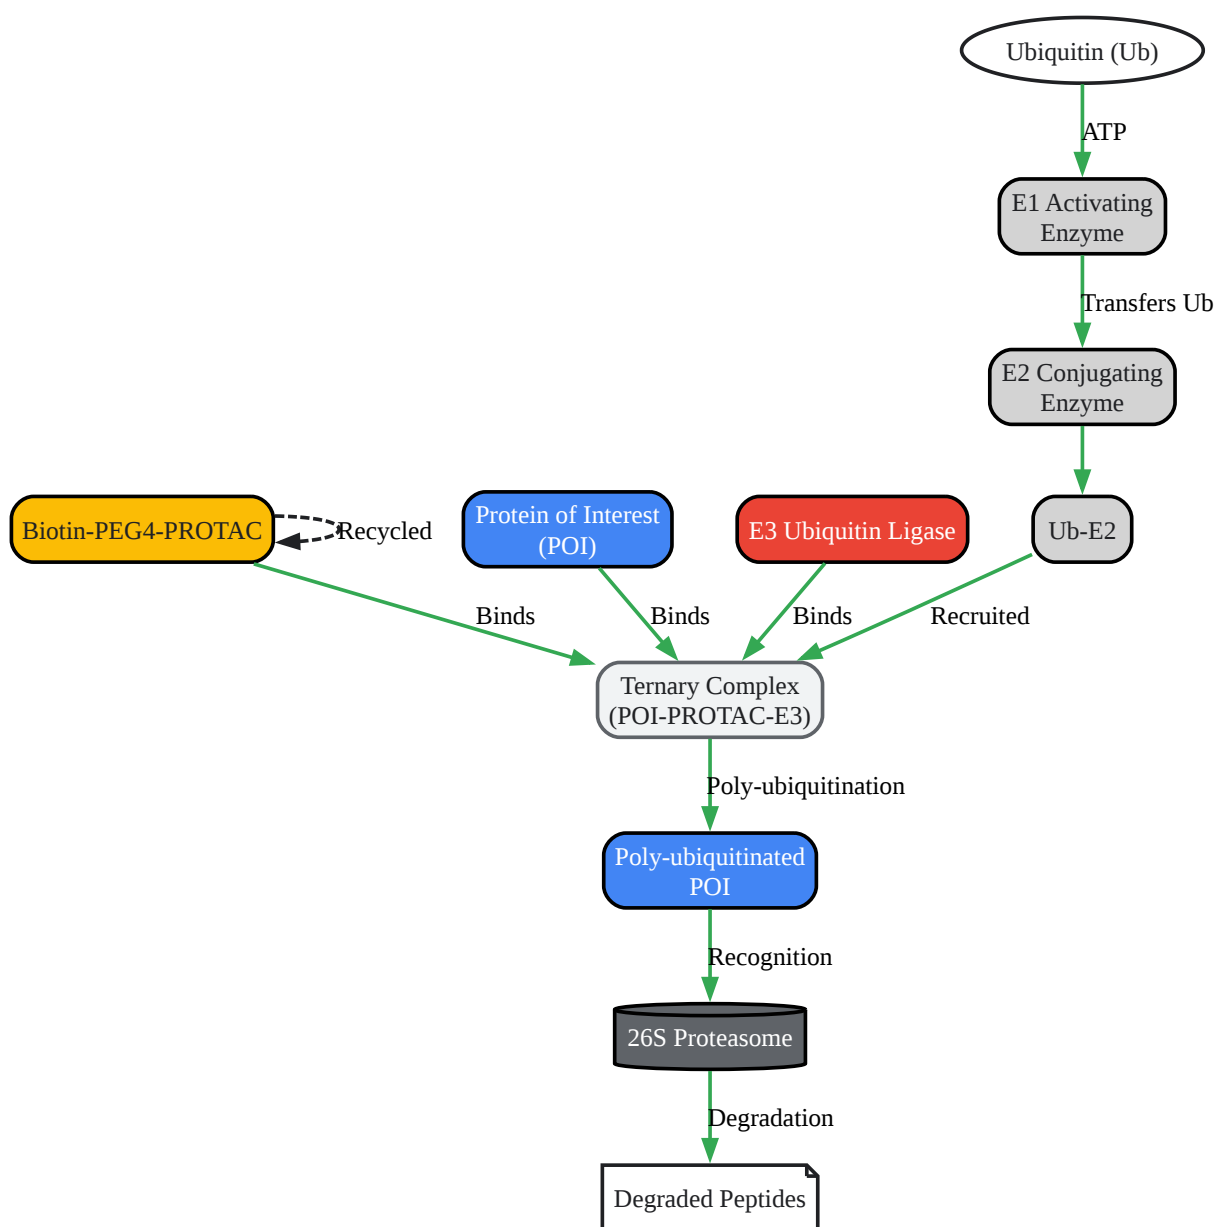 Ubiquitin (Ub)
ATP
E1 Activating
Enzyme
Transfers Ub
E2 Conjugating
Enzyme
Biotin-PEG4-PROTAC
Recycled
Protein of Interest
(POI)
E3 Ubiquitin Ligase
Ub-E2
Binds
Binds
Binds
Recruited
Ternary Complex
(POI-PROTAC-E3)
Poly-ubiquitination
Poly-ubiquitinated
POI
Recognition
26S Proteasome
Degradation
Degraded Peptides